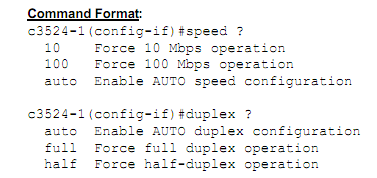 Command Format:
c3524-1(config-if)#speed ?
10 Force 10 Mbps operation
100 Force 100 Mbps operation
auto Enable AUTO speed configuration
c3524-1(config-if)#duplex ?
auto Enable AUTO duplex configuration
full Force full duplex operation
half Force half-duplex operation